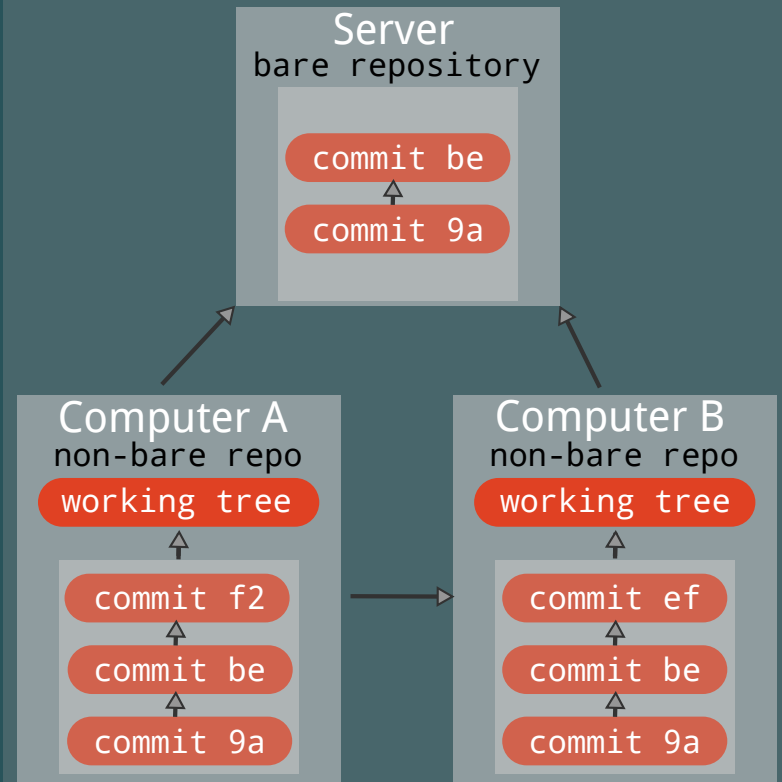 Server
bare repository
commit be
commit 9a
Computer A
non-bare repo
working tree
commit f2
commit be
commit 9a
Computer B
non-bare repo
working tree
commit ef
commit be
commit 9a